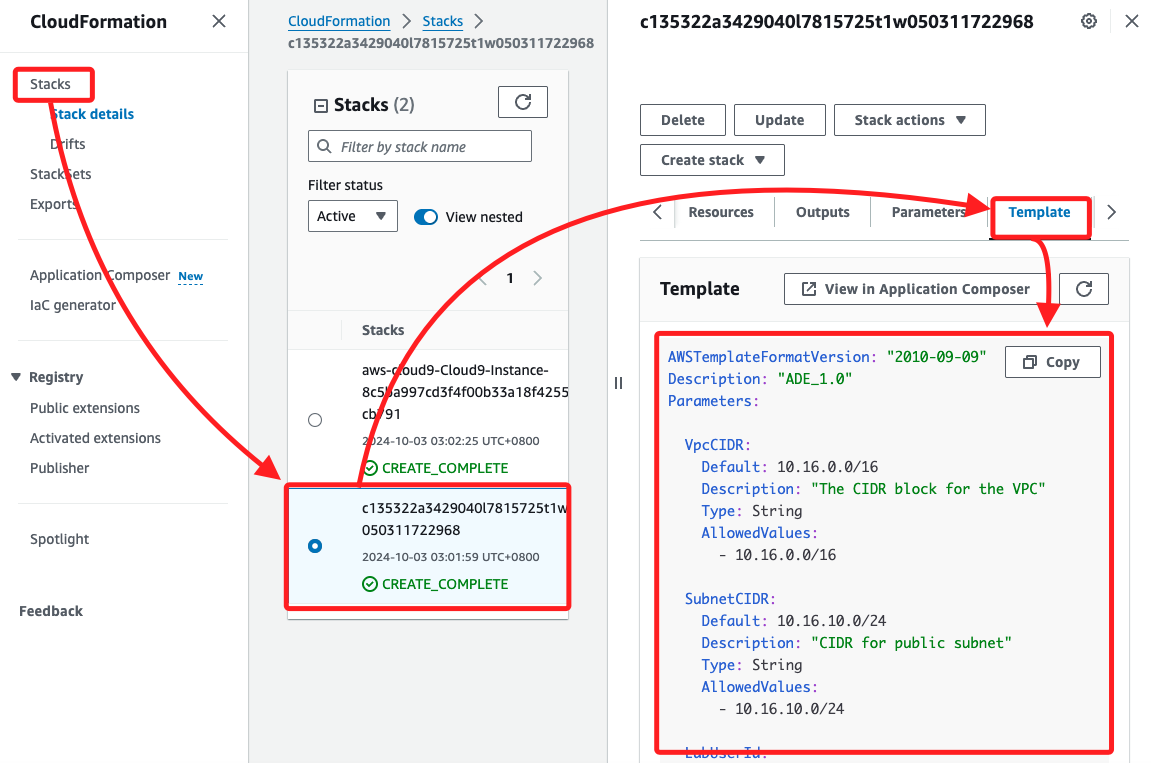 CloudFormation
Stacks
Stack details
Drifts
StackSets
Exports
Application Composer New
IaC generator
Registry
Public extensions
Activated extensions
Publisher
Spotlight
Feedback
CloudFormation > Stacks >
c135322a3429040l7815725t1w050311722968
Stacks (2)
Filter by stack name
Filter status
Active
View nested
1
Stacks
aws-cloud9-Cloud9-Instance-
8c5ba997cd3f4f00b33a18f4255
cb791
2024-10-03 03:02:25 UTC+0800
CREATE_COMPLETE
c135322a3429040l7815725t1w
050311722968
2024-10-03 03:01:59 UTC+0800
CREATE_COMPLETE
c135322a3429040l7815725t1w050311722968
Delete
Update
Stack actions
Create stack
Resources
Outputs
Parameters
Template
Template
View in Application Composer
Copy
AWSTemplateFormatVersion: "2010-09-09"
Description: "ADE_1.0"
Parameters:
VpcCIDR:
Default: 10.16.0.0/16
Description: "The CIDR block for the VPC"
Type: String
AllowedValues:
- 10.16.0.0/16
SubnetCIDR:
Default: 10.16.10.0/24
Description: "CIDR for public subnet"
Type: String
AllowedValues:
- 10.16.10.0/24
LabUserId: